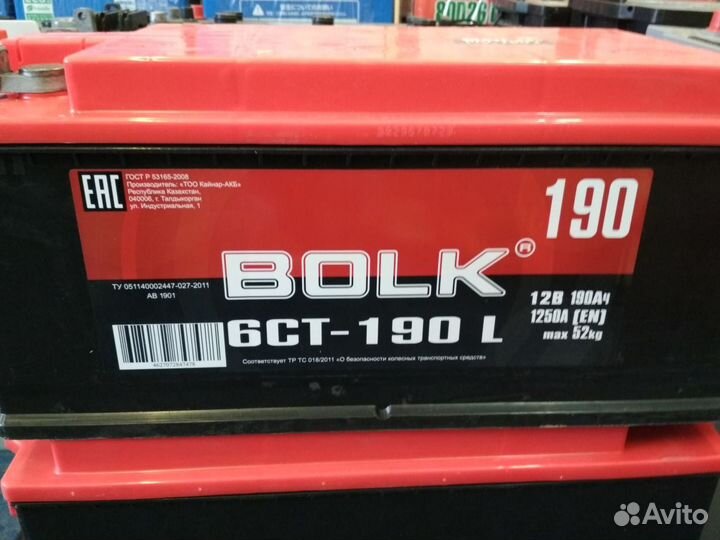 80026
EAC
ГОСТ Р 53165-2008
Производитель: «ТОО Кайнар-АКБ»
Республика Казахстан,
040006, г. Талдыкорган
ул. Индустриальная, 1
190
BOLK®
ТУ 051140002447-027-2011
АВ 1901
12В 190Ач
1250А (EN)
max 52kg
6СТ-190 L
4627072847478
Соответствует ТР ТС 018/2011 «О безопасности колесных транспортных средств»
Avito